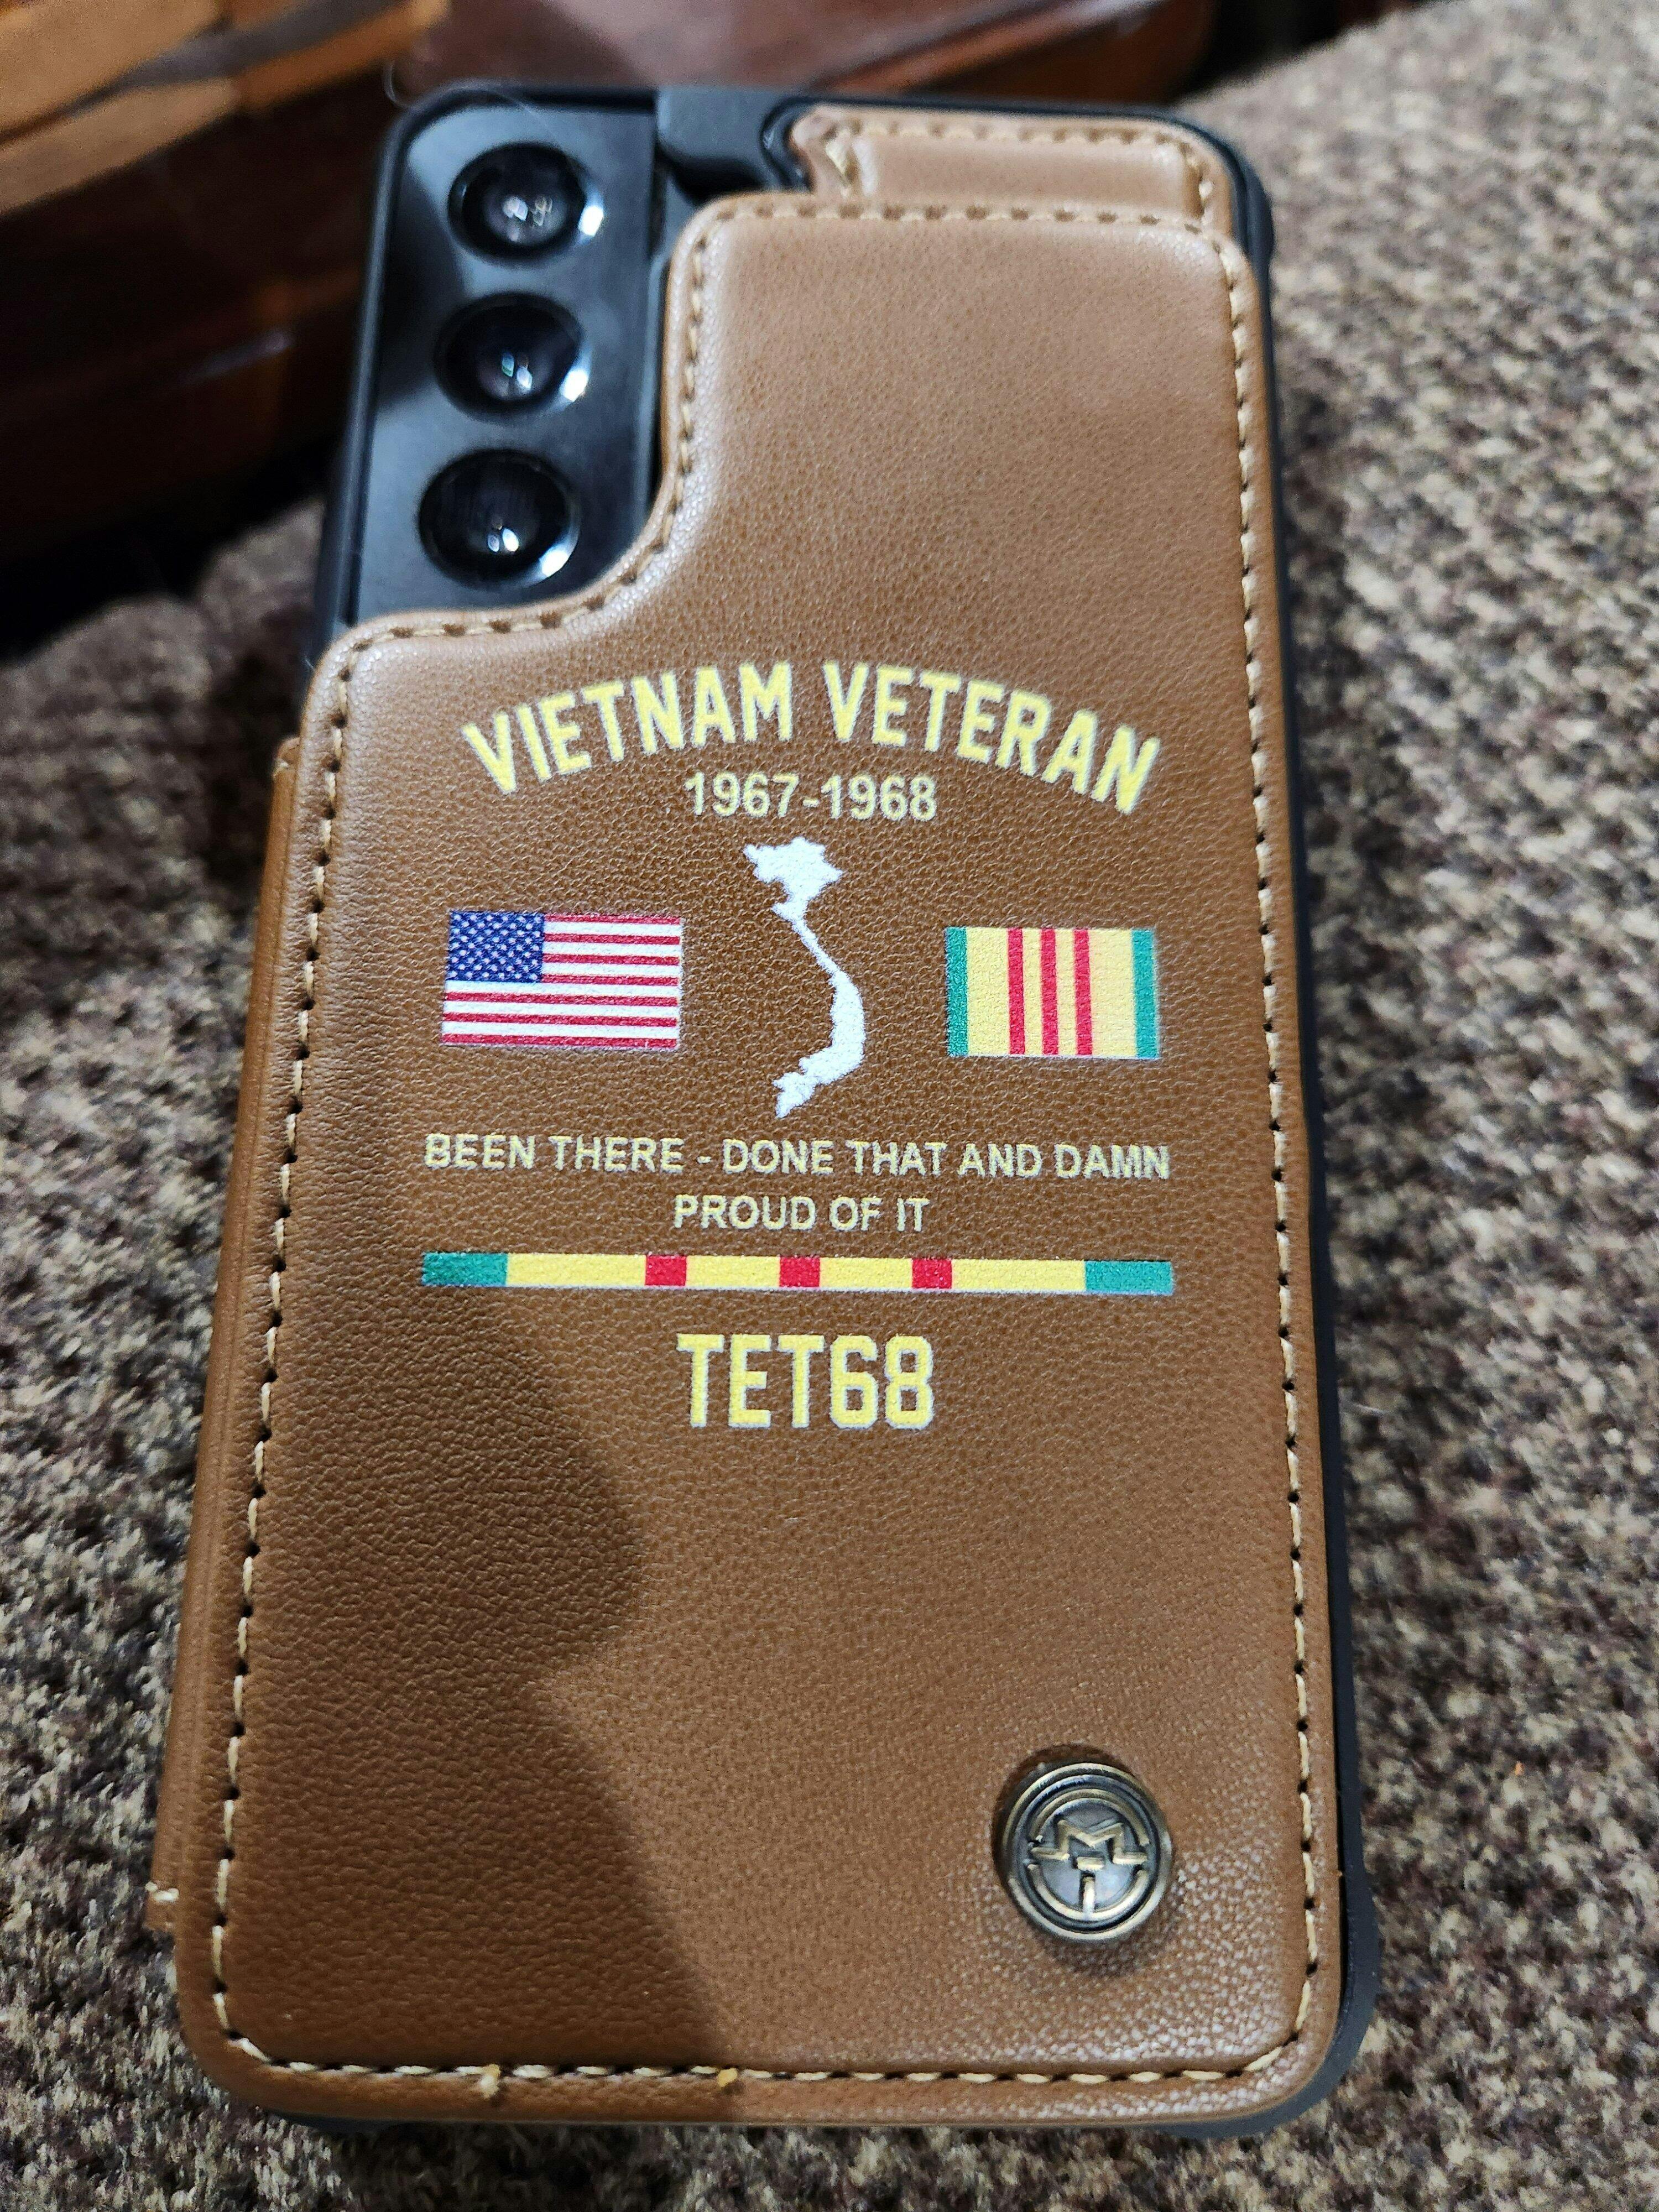 VIETNAM VETERAN
1967-1968
BEEN THERE - DONE THAT AND DAMN
PROUD OF IT
TET68